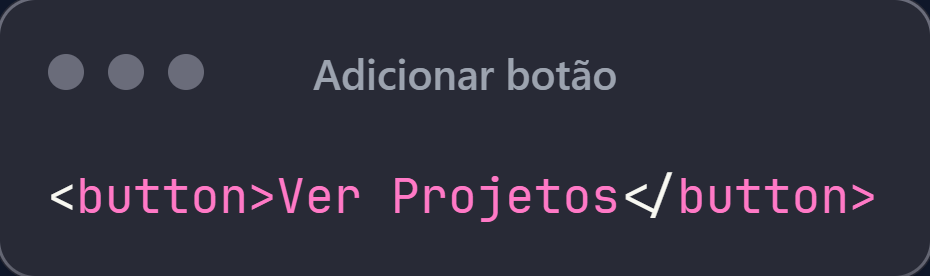 Adicionar botão
<button>Ver Projetos</button>